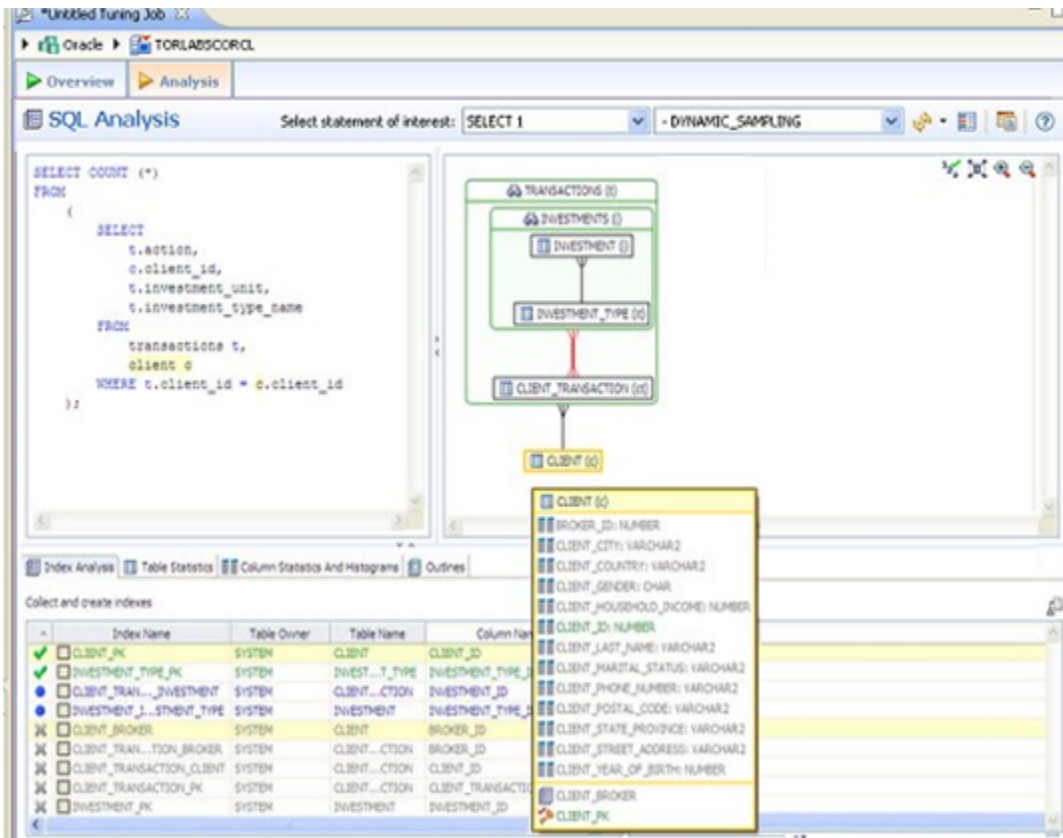 *Untitled Tuning Job
Oracle TORLABSCORCL
Overview Analysis
SQL Analysis Select statement of interest: SELECT 1 - DYNAMIC_SAMPLING
SELECT COUNT (*)
FROM
(
SELECT
t.action,
c.client_id,
t.investment_unit,
t.investment_type_name
FROM
transactions t,
client c
WHERE t.client_id = c.client_id
);
TRANSACTIONS (t)
INVESTMENTS ()
INVESTMENT ()
INVESTMENT_TYPE (it)
CLIENT_TRANSACTION (ct)
CLIENT (c)
CLIENT (c)
BROKER_ID: NUMBER
CLIENT_CITY: VARCHAR2
CLIENT_COUNTRY: VARCHAR2
CLIENT_GENDER: CHAR
CLIENT_HOUSEHOLD_INCOME: NUMBER
CLIENT_ID: NUMBER
CLIENT_LAST_NAME: VARCHAR2
CLIENT_MARITAL_STATUS: VARCHAR2
CLIENT_PHONE_NUMBER: VARCHAR2
CLIENT_POSTAL_CODE: VARCHAR2
CLIENT_STATE_PROVINCE: VARCHAR2
CLIENT_STREET_ADDRESS: VARCHAR2
CLIENT_YEAR_OF_BIRTH: NUMBER
CLIENT_BROKER
CLIENT_PK
Index Analysis Table Statistics Column Statistics And Histograms Outlines
Collect and create indexes
Index Name Table Owner Table Name Column Nam
CLIENT_PK SYSTEM CLIENT CLIENT_ID
INVESTMENT_TYPE_PK SYSTEM INVEST...T_TYPE INVESTMENT_TYPE_I
CLIENT_TRAN..._INVESTMENT SYSTEM CLIENT...CTION INVESTMENT_ID
INVESTMENT_I...STMENT_TYPE SYSTEM INVESTMENT INVESTMENT_TYPE_I
CLIENT_BROKER SYSTEM CLIENT BROKER_ID
CLIENT_TRAN...TION_BROKER SYSTEM CLIENT...CTION BROKER_ID
CLIENT_TRANSACTION_CLIENT SYSTEM CLIENT...CTION CLIENT_ID
CLIENT_TRANSACTION_PK SYSTEM CLIENT...CTION CLIENT_TRANSACTIO
INVESTMENT_PK SYSTEM INVESTMENT INVESTMENT_ID